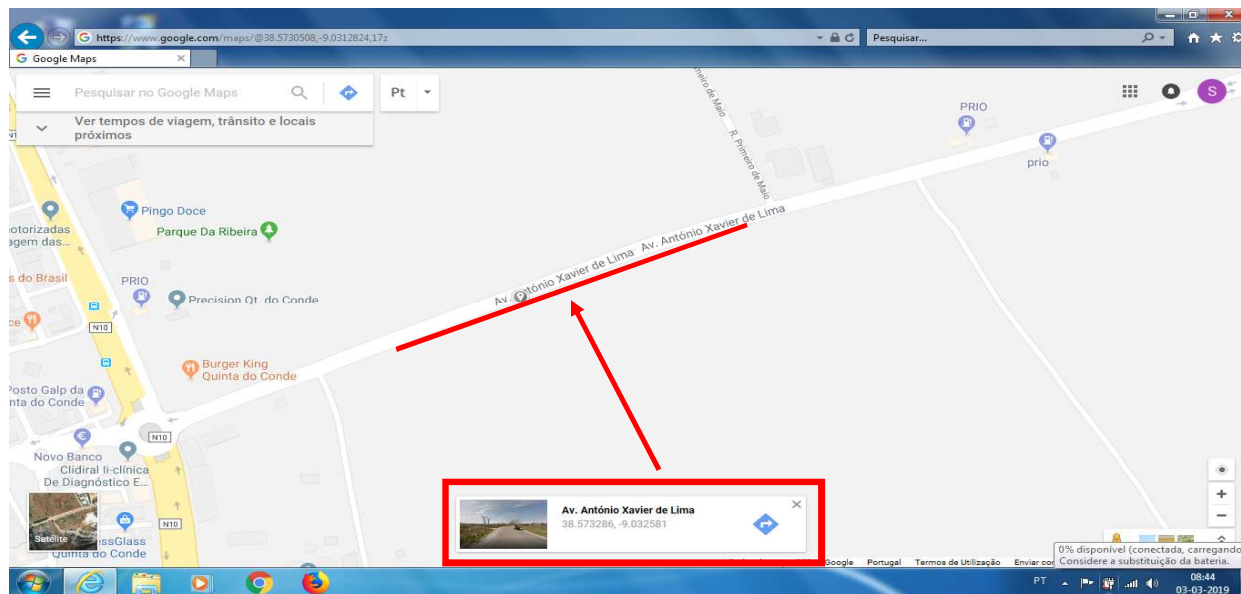 https://www.google.com/maps/@38.5730508,-9.0312824,17z
Pesquisar...
Google Maps
Pesquisar no Google Maps
Pt
Ver tempos de viagem, trânsito e locais
próximos
S
PRIO
prio
R. Primeiro de Maio
Pingo Doce
Parque Da Ribeira
otorizadas
agem das...
s do Brasil
PRIO
Precision Qt. do Conde
Av. António Xavier de Lima
Av. António Xavier de Lima
ce
N10
Burger King
Quinta do Conde
Posto Galp da
nta do Conde
N10
Novo Banco
Clidiral li-clínica
De Diagnóstico E...
N10
Satélite
essGlass
Quinta do Conde
Av. António Xavier de Lima
38.573286, -9.032581
Google Portugal Termos de Utilização Enviar co
0% disponível (conectada, carregando
Considere a substituição da bateria.
PT
08:44
03-03-2019